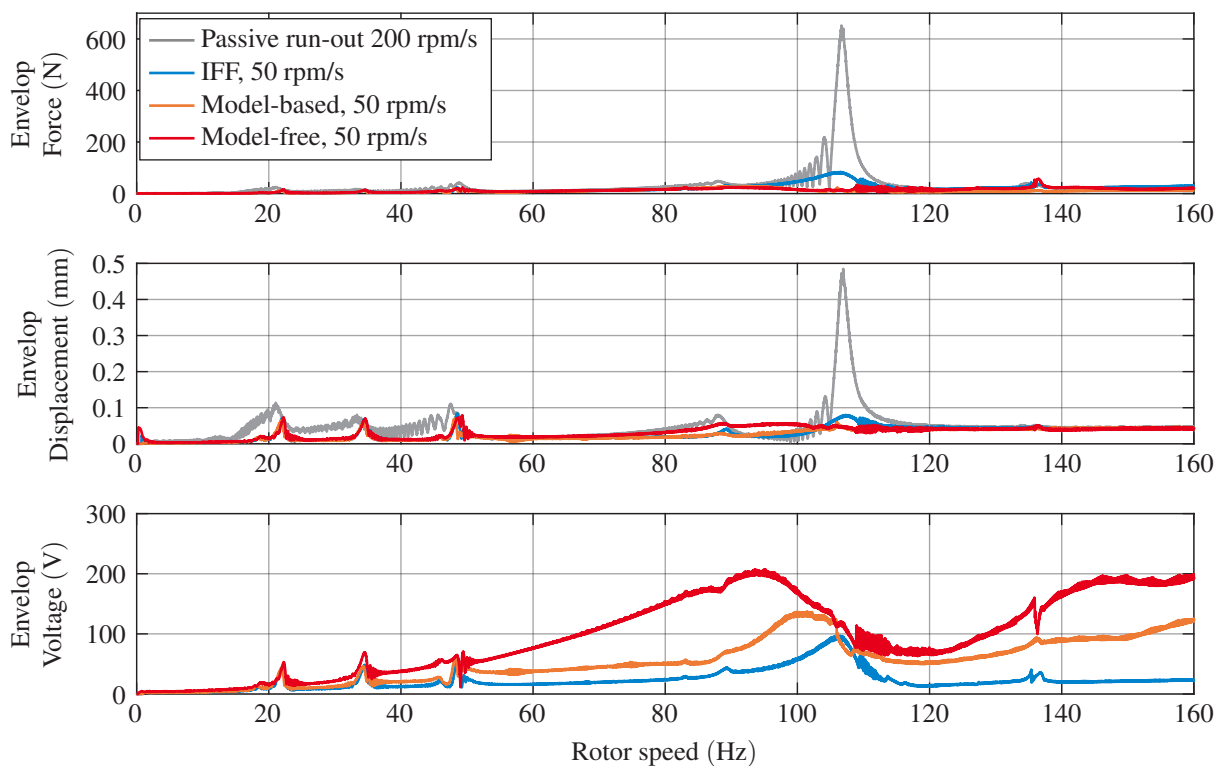 Envelop
Force (N)
600
400
200
0
Passive run-out 200 rpm/s
IFF, 50 rpm/s
Model-based, 50 rpm/s
Model-free, 50 rpm/s
0 20 40 60 80 100 120 140 160
Envelop
Displacement (mm)
0.5
0.4
0.3
0.2
0.1
0
0 20 40 60 80 100 120 140 160
Envelop
Voltage (V)
300
200
100
0
0 20 40 60 80 100 120 140 160
Rotor speed (Hz)